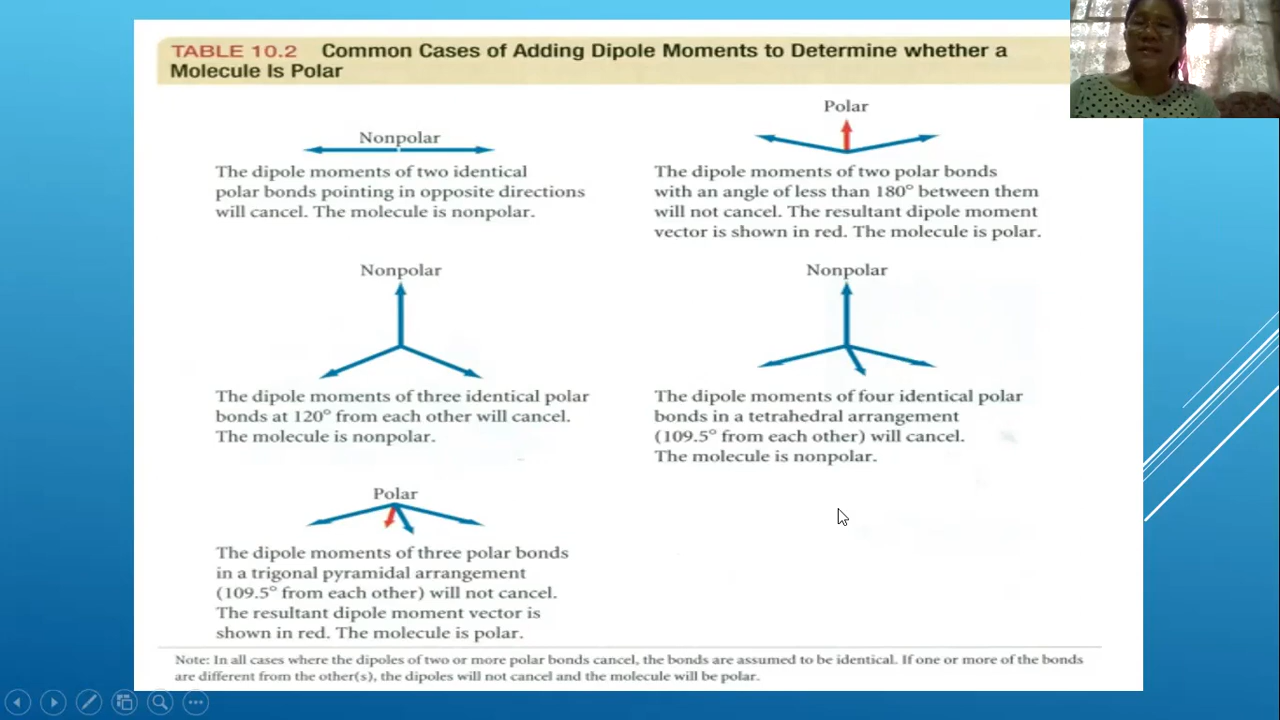 TABLE 10.2 Common Cases of Adding Dipole Moments to Determine whether a
Molecule Is Polar
Nonpolar
The dipole moments of two identical
polar bonds pointing in opposite directions
will cancel. The molecule is nonpolar.
Polar
The dipole moments of two polar bonds
with an angle of less than 180° between them
will not cancel. The resultant dipole moment
vector is shown in red. The molecule is polar.
Nonpolar
The dipole moments of three identical polar
bonds at 120° from each other will cancel.
The molecule is nonpolar.
Nonpolar
The dipole moments of four identical polar
bonds in a tetrahedral arrangement
(109.5° from each other) will cancel.
The molecule is nonpolar.
Polar
The dipole moments of three polar bonds
in a trigonal pyramidal arrangement
(109.5° from each other) will not cancel.
The resultant dipole moment vector is
shown in red. The molecule is polar.
Note: In all cases where the dipoles of two or more polar bonds cancel, the bonds are assumed to be identical. If one or more of the bonds
are different from the other(s), the dipoles will not cancel and the molecule will be polar.